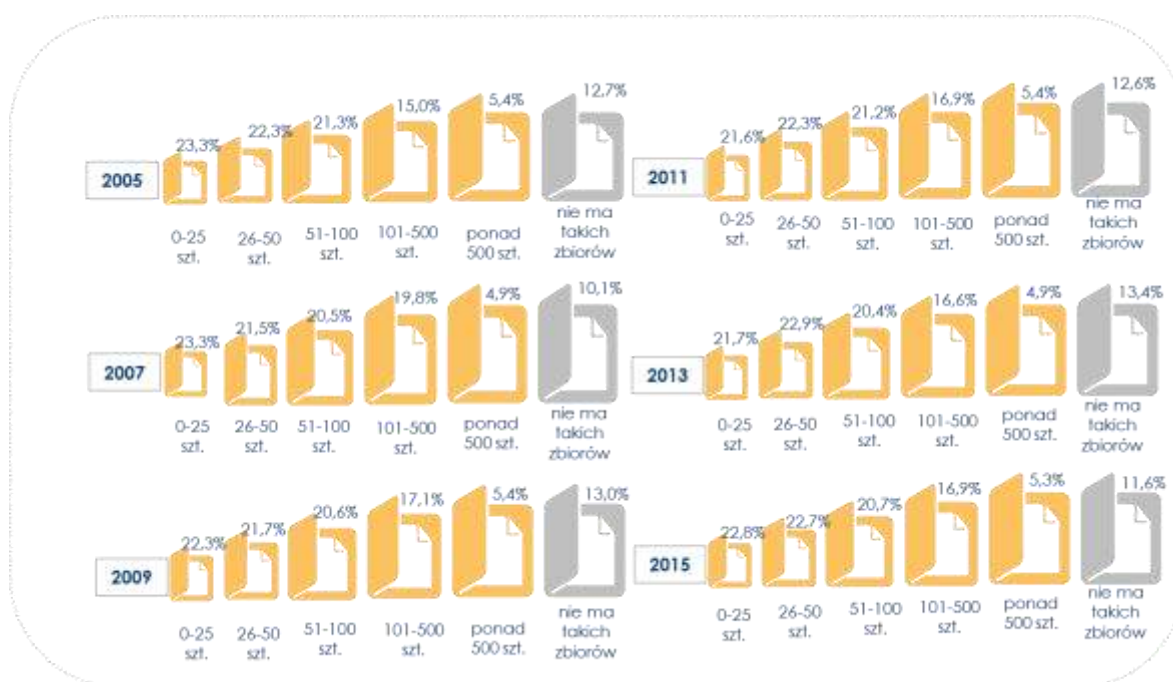 2005
23,3%
22,3%
21,3%
15,0%
5,4%
12,7%
0-25
szt.
26-50
szt.
51-100
szt.
101-500
szt.
ponad
500 szt.
nie ma
takich
zbiorów
2007
23,3%
21,5%
20,5%
19,8%
4,9%
10,1%
0-25
szt.
26-50
szt.
51-100
szt.
101-500
szt.
ponad
500 szt.
nie ma
takich
zbiorów
2009
22,3%
21,7%
20,6%
17,1%
5,4%
13,0%
0-25
szt.
26-50
szt.
51-100
szt.
101-500
szt.
ponad
500 szt.
nie ma
takich
zbiorów
2011
21,6%
22,3%
21,2%
16,9%
5,4%
12,6%
0-25
szt.
26-50
szt.
51-100
szt.
101-500
szt.
ponad
500 szt.
nie ma
takich
zbiorów
2013
21,7%
22,9%
20,4%
16,6%
4,9%
13,4%
0-25
szt.
26-50
szt.
51-100
szt.
101-500
szt.
ponad
500 szt.
nie ma
takich
zbiorów
2015
22,8%
22,7%
20,7%
16,9%
5,3%
11,6%
0-25
szt.
26-50
szt.
51-100
szt.
101-500
szt.
ponad
500 szt.
nie ma
takich
zbiorów